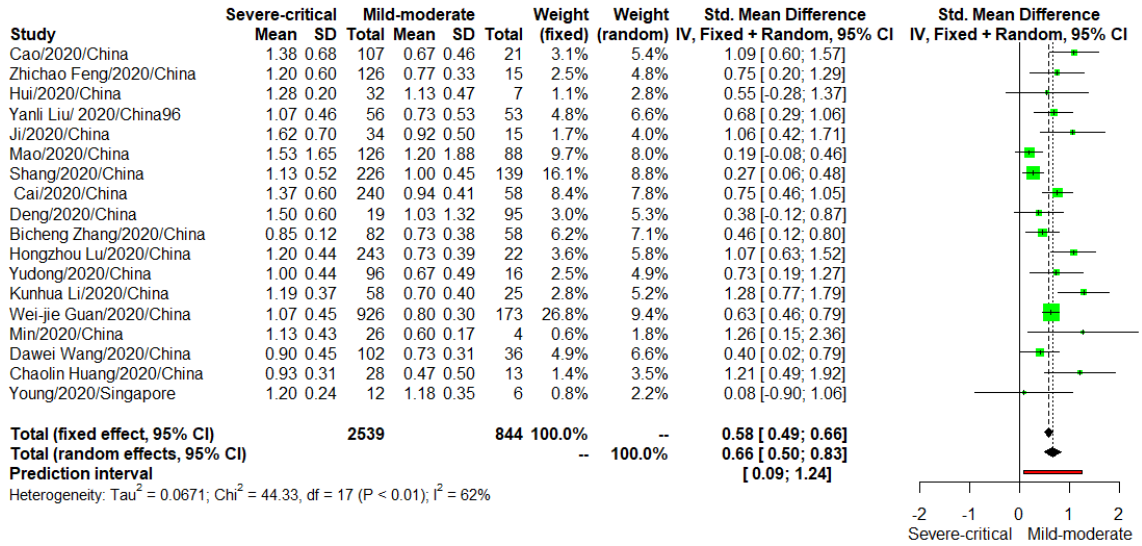 Severe-critical Mild-moderate Weight Weight Std. Mean Difference Std. Mean Difference
Study Mean SD Total Mean SD Total (fixed) (random) IV, Fixed + Random, 95% CI IV, Fixed + Random, 95% CI
Cao/2020/China 1.38 0.68 107 0.67 0.46 21 3.1% 5.4% 1.09 [ 0.60; 1.57]
Zhichao Feng/2020/China 1.20 0.60 126 0.77 0.33 15 2.5% 4.8% 0.75 [ 0.20; 1.29]
Hui/2020/China 1.28 0.20 32 1.13 0.47 7 1.1% 2.8% 0.55 [ -0.28; 1.37]
Yanli Liu/ 2020/China96 1.07 0.46 56 0.73 0.53 53 4.8% 6.6% 0.68 [ 0.29; 1.06]
Ji/2020/China 1.62 0.70 34 0.92 0.50 15 1.7% 4.0% 1.06 [ 0.42; 1.71]
Mao/2020/China 1.53 1.65 126 1.20 1.88 88 9.7% 8.0% 0.19 [ -0.08; 0.46]
Shang/2020/China 1.13 0.52 226 1.00 0.45 139 16.1% 8.8% 0.27 [ 0.06; 0.48]
Cai/2020/China 1.37 0.60 240 0.94 0.41 58 8.4% 7.8% 0.75 [ 0.46; 1.05]
Deng/2020/China 1.50 0.60 19 1.03 1.32 95 3.0% 5.3% 0.38 [ -0.12; 0.87]
Bicheng Zhang/2020/China 0.85 0.12 82 0.73 0.38 58 6.2% 7.1% 0.46 [ 0.12; 0.80]
Hongzhou Lu/2020/China 1.20 0.44 243 0.73 0.39 22 3.7% 5.8% 1.07 [ 0.63; 1.52]
Yudong/2020/China 1.00 0.44 96 0.67 0.49 16 2.5% 4.9% 0.73 [ 0.19; 1.27]
Kunhua Li/2020/China 1.19 0.37 58 0.70 0.40 25 2.8% 5.2% 1.28 [ 0.77; 1.79]
Wei-jie Guan/2020/China 1.07 0.45 926 0.80 0.30 173 26.8% 9.4% 0.63 [ 0.46; 0.79]
Min/2020/China 1.13 0.43 26 0.60 0.17 4 0.6% 1.8% 1.26 [ 0.15; 2.36]
Dawei Wang/2020/China 0.90 0.45 102 0.73 0.31 36 4.9% 6.6% 0.40 [ 0.02; 0.79]
Chaolin Huang/2020/China 0.93 0.31 28 0.47 0.50 13 1.4% 3.5% 1.21 [ 0.49; 1.92]
Young/2020/Singapore 1.20 0.24 12 1.18 0.35 6 0.8% 2.2% 0.08 [ -0.90; 1.06]
Total (fixed effect, 95% CI) 2539 844 100.0% -- 0.58 [ 0.49; 0.66]
Total (random effects, 95% CI) -- 100.0% 0.66 [ 0.50; 0.83]
Prediction interval [ 0.09; 1.24]
Heterogeneity: Tau² = 0.0671; Chi² = 44.33, df = 17 (P < 0.01); I² = 62%
-2 -1 0 1 2
Severe-critical Mild-moderate